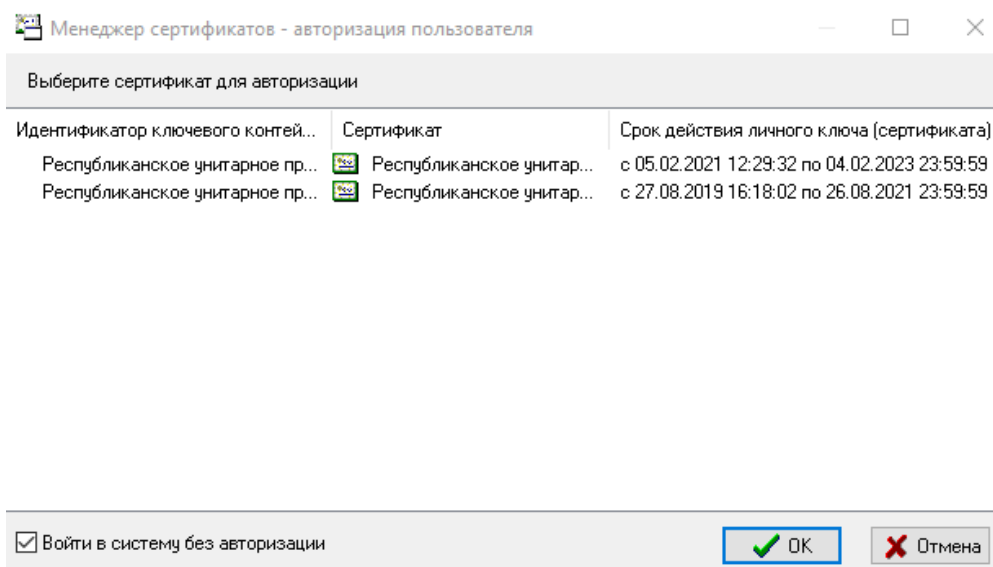 Менеджер сертификатов - авторизация пользователя
Выберите сертификат для авторизации
Идентификатор ключевого контей... Сертификат Срок действия личного ключа (сертификата)
Республиканское унитарное пр... Республиканское унитар... с 05.02.2021 12:29:32 по 04.02.2023 23:59:59
Республиканское унитарное пр... Республиканское унитар... с 27.08.2019 16:18:02 по 26.08.2021 23:59:59
Войти в систему без авторизации OK Отмена